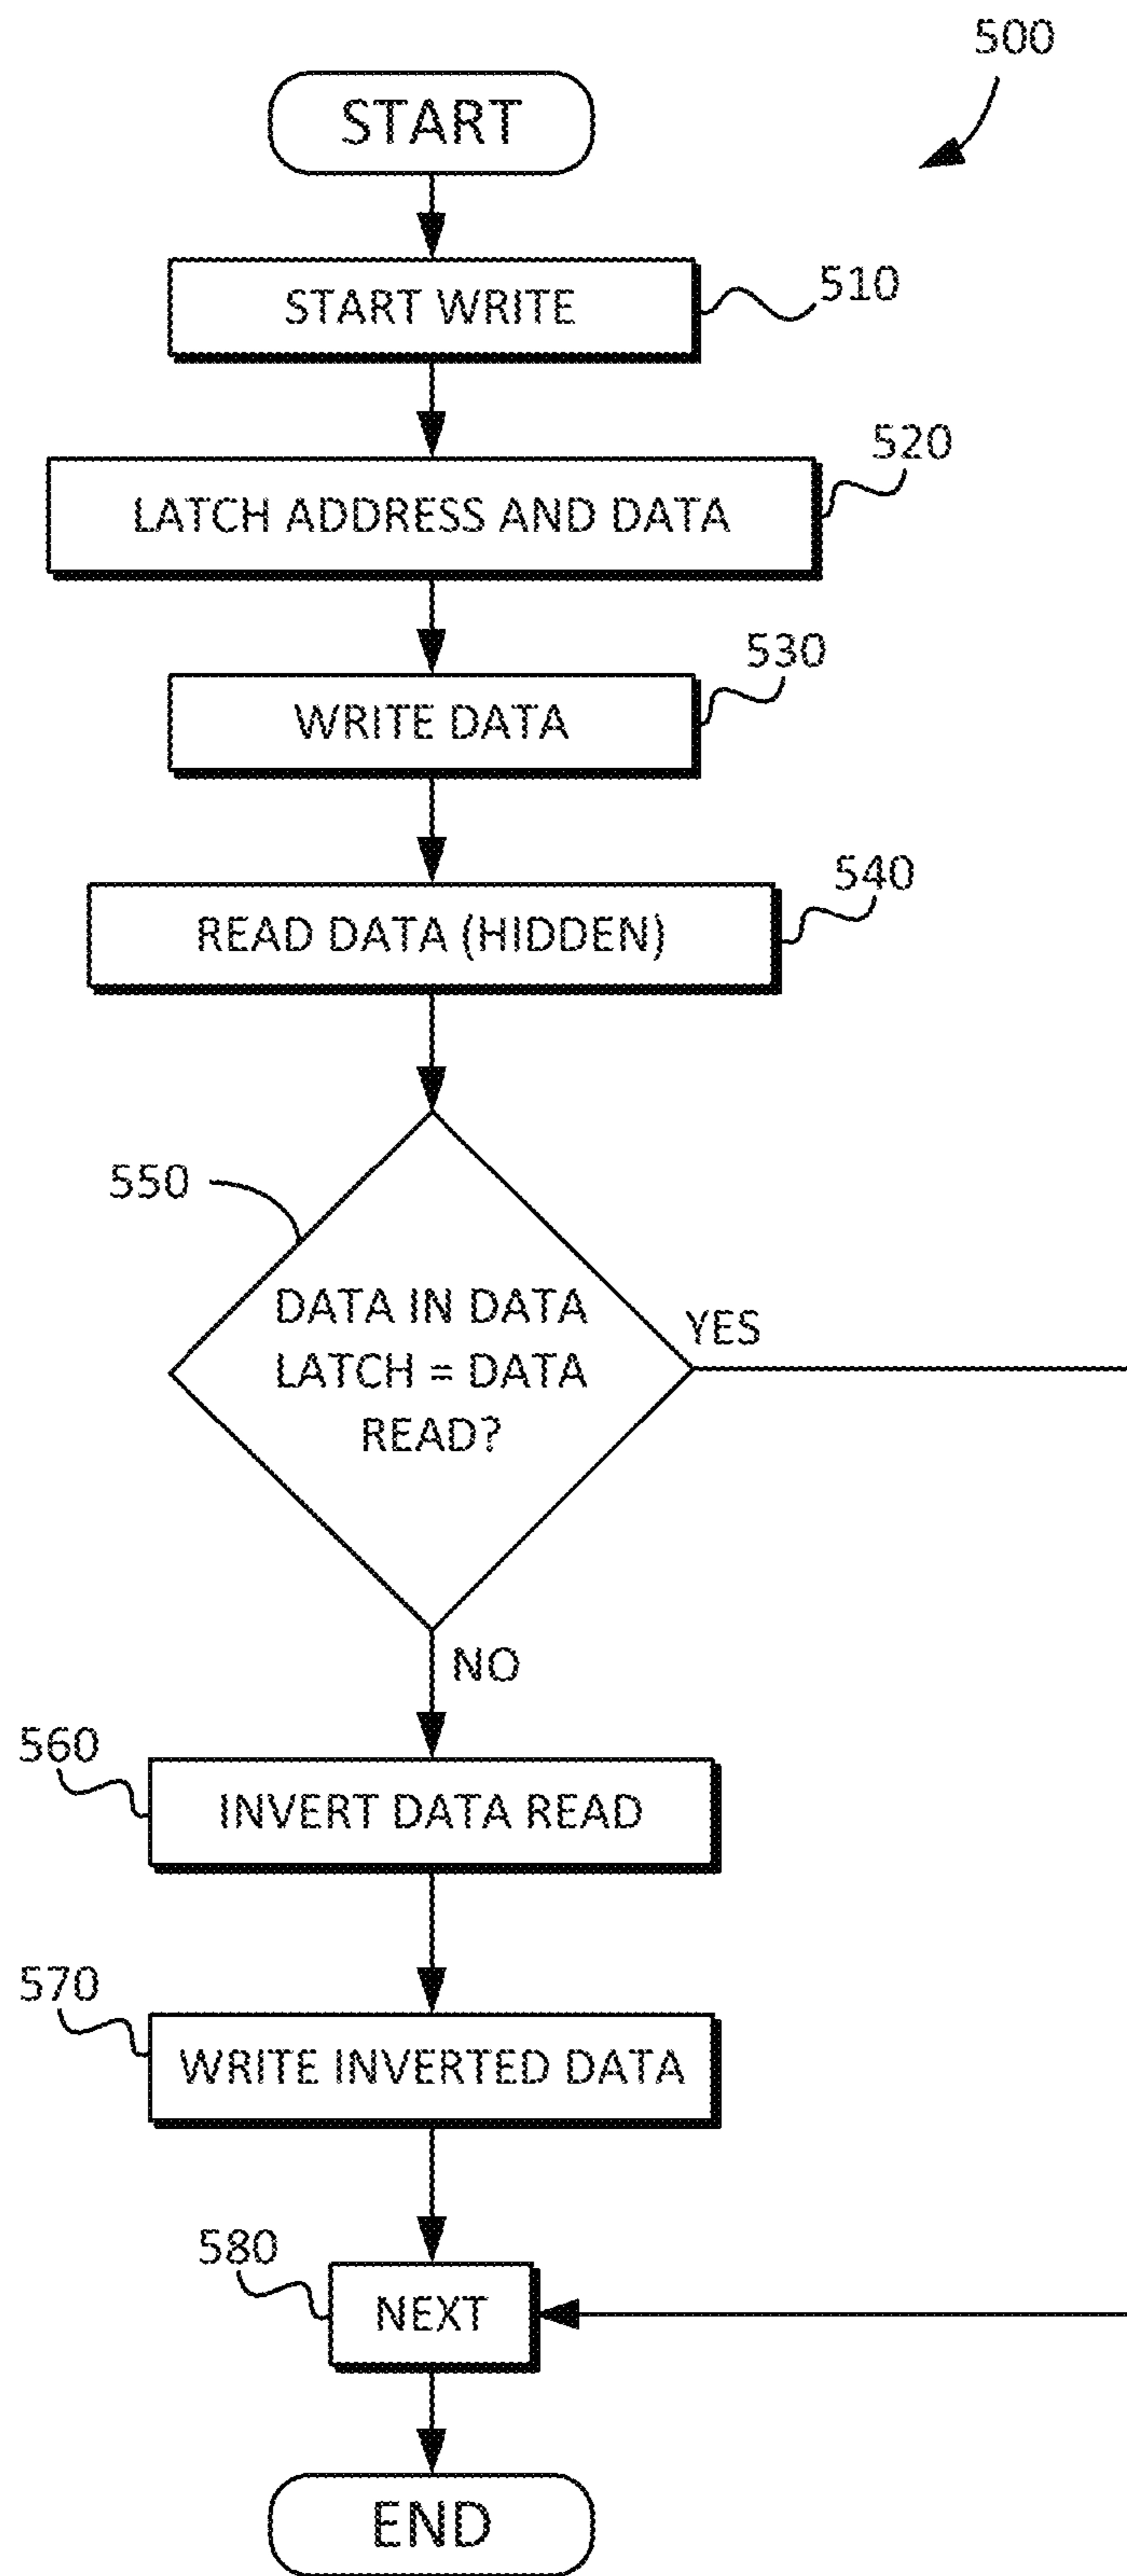 500
START
START WRITE
510
LATCH ADDRESS AND DATA
520
WRITE DATA
530
READ DATA (HIDDEN)
540
550
DATA IN DATA
LATCH = DATA
READ?
YES
NO
560
INVERT DATA READ
570
WRITE INVERTED DATA
580
NEXT
END